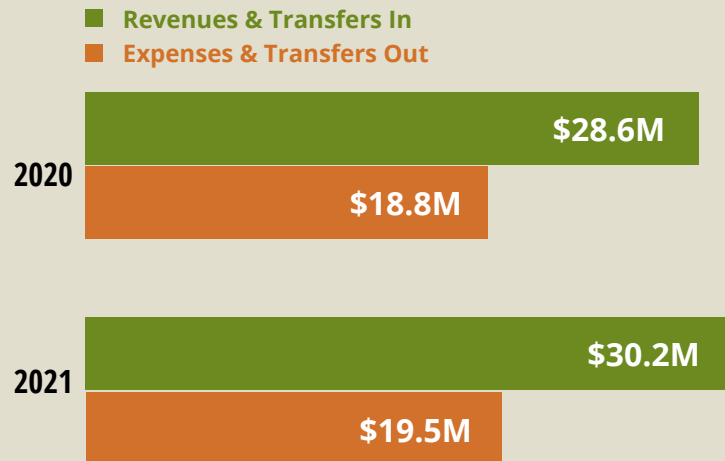 Revenues & Transfers In
Expenses & Transfers Out
$28.6M
2020
$18.8M
$30.2M
2021
$19.5M